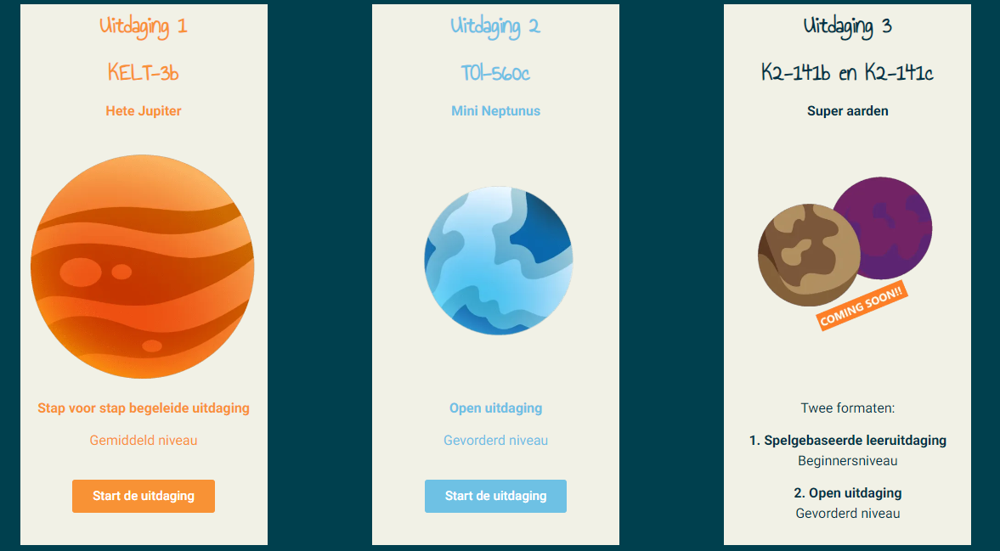 Uitdaging 1
KELT-3b
Hete Jupiter
Stap voor stap begeleide uitdaging
Gemiddeld niveau
Start de uitdaging
Uitdaging 2
TOI-560c
Mini Neptunus
Open uitdaging
Gevorderd niveau
Start de uitdaging
Uitdaging 3
K2-141b en K2-141c
Super aarden
COMING SOON!!
Twee formaten:
1. Spelgebaseerde leeruitdaging
Beginnersniveau
2. Open uitdaging
Gevorderd niveau